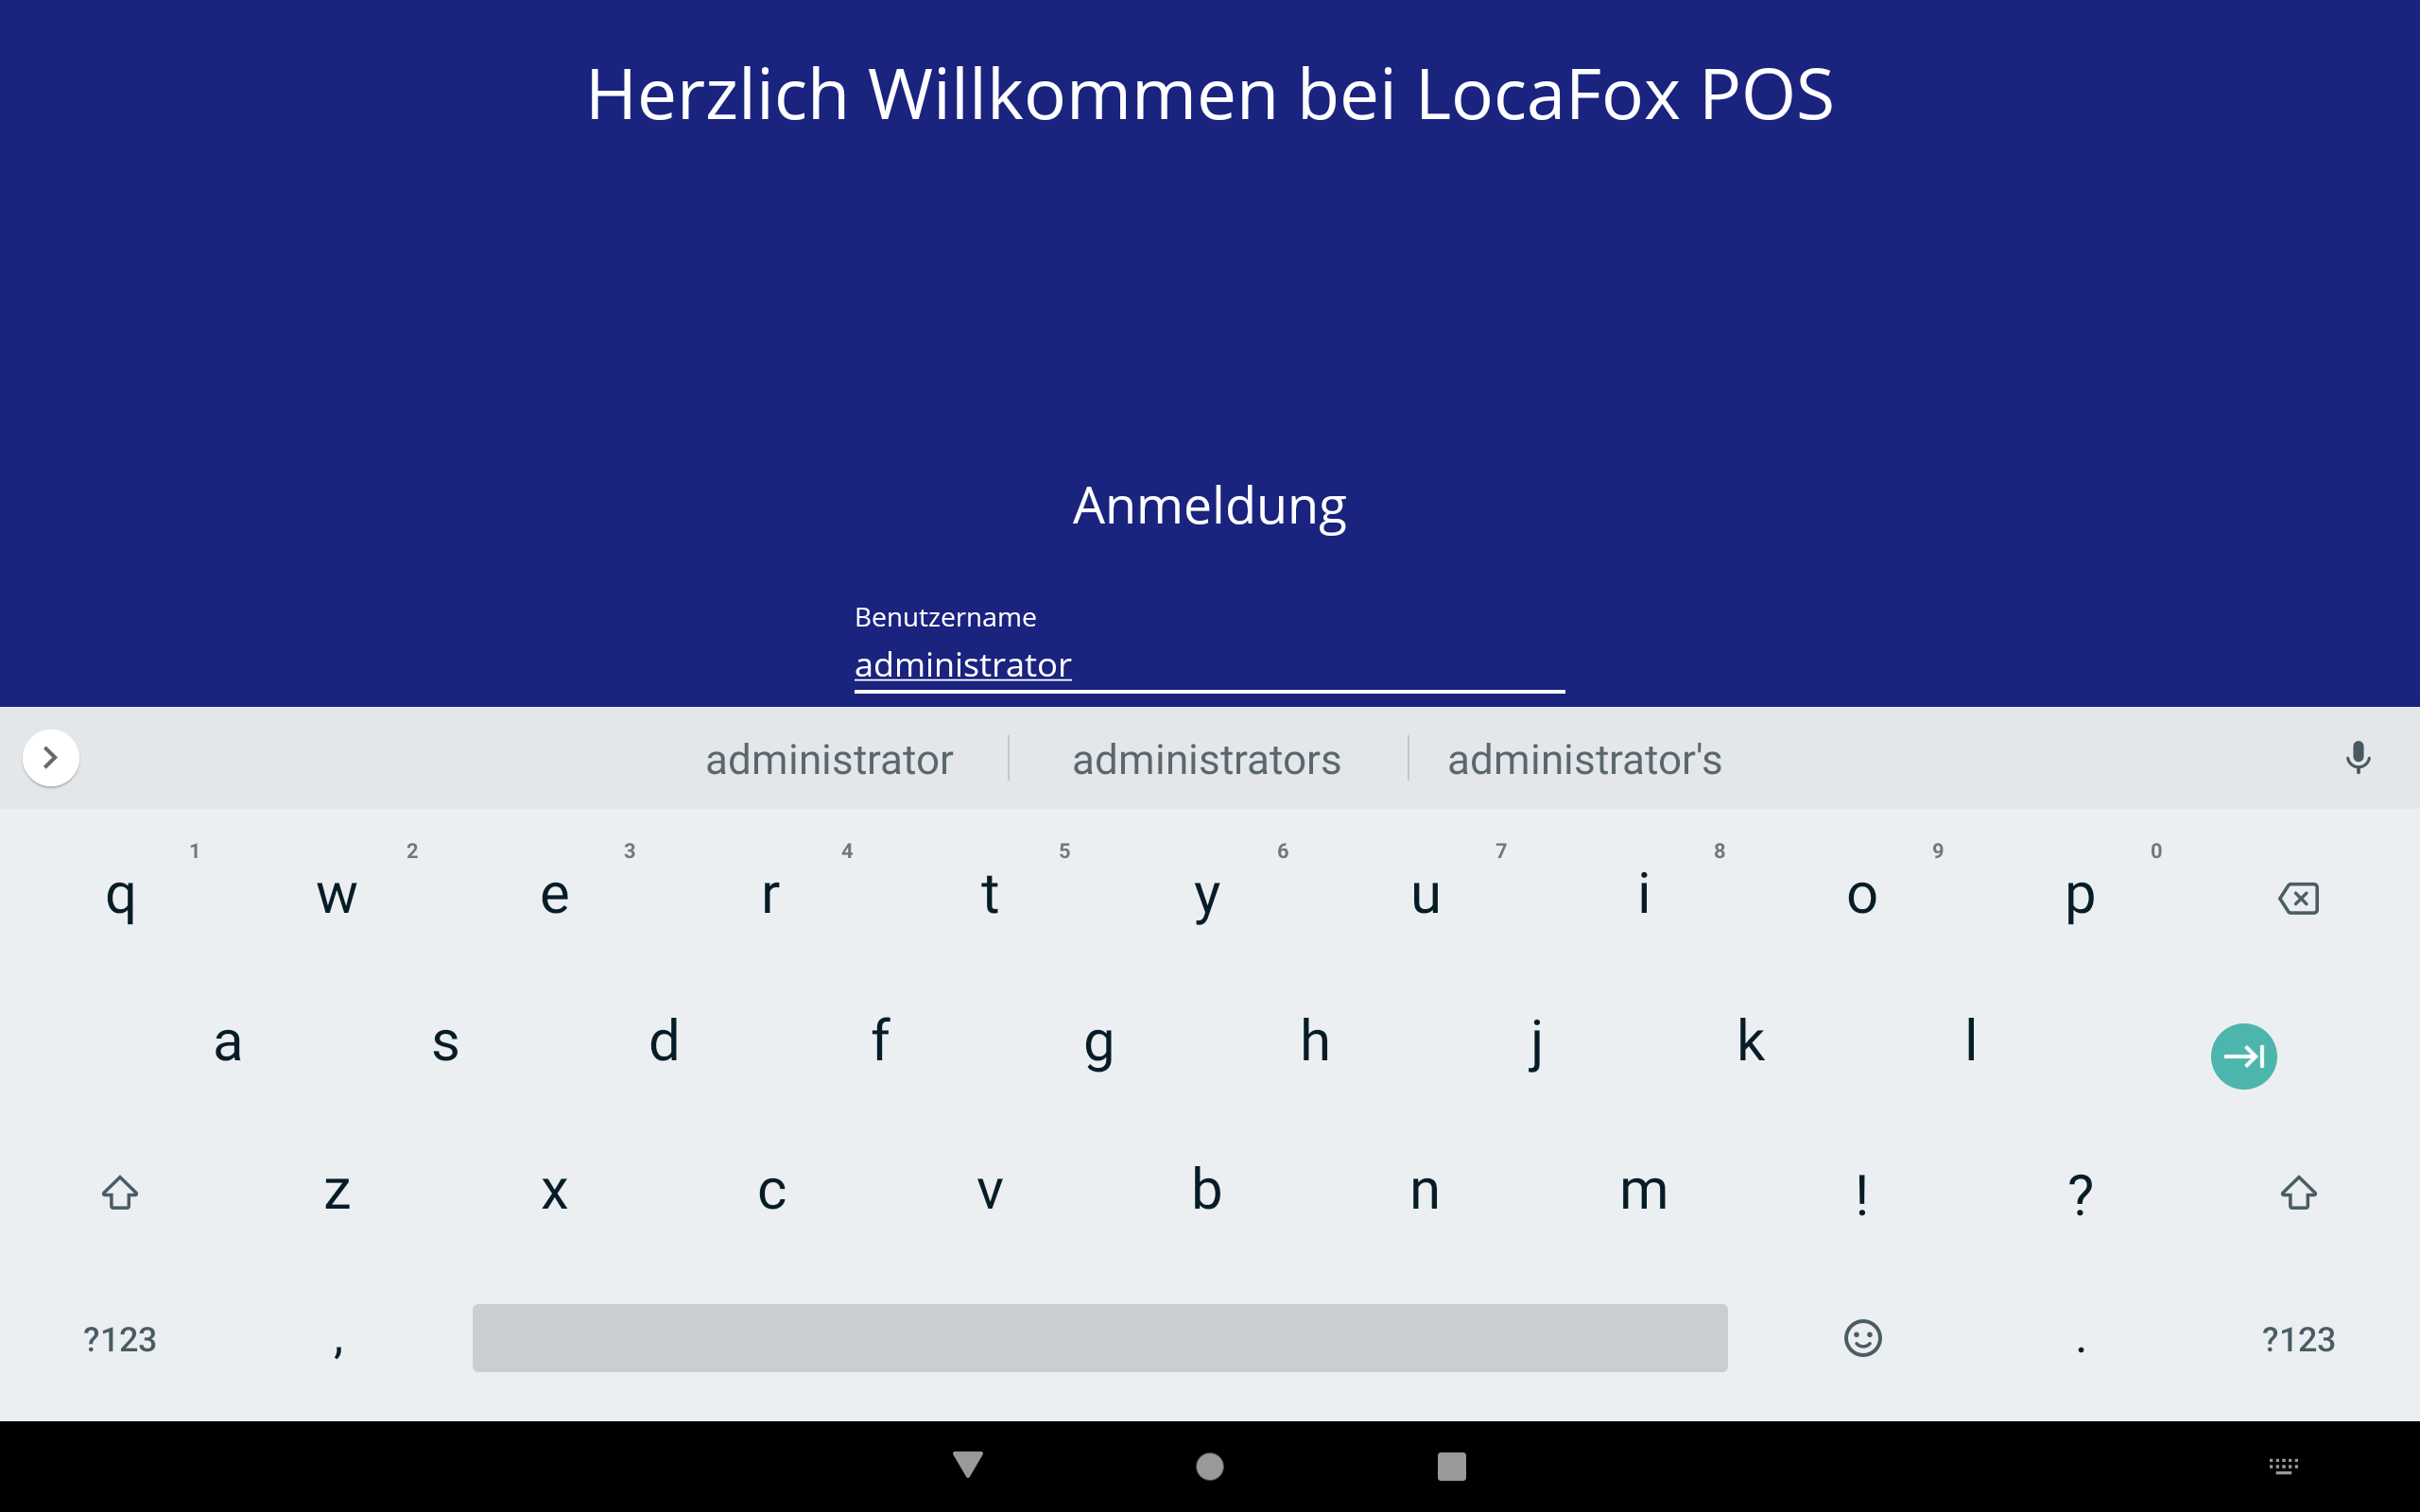 Herzlich Willkommen bei LocaFox POS
Anmeldung
Benutzername
administrator
administrator administrators administrator's
1 2 3 4 5 6 7 8 9 0
q w e r t y u i o p
a s d f g h j k l
z x c v b n m ! ?
?123 , . ?123